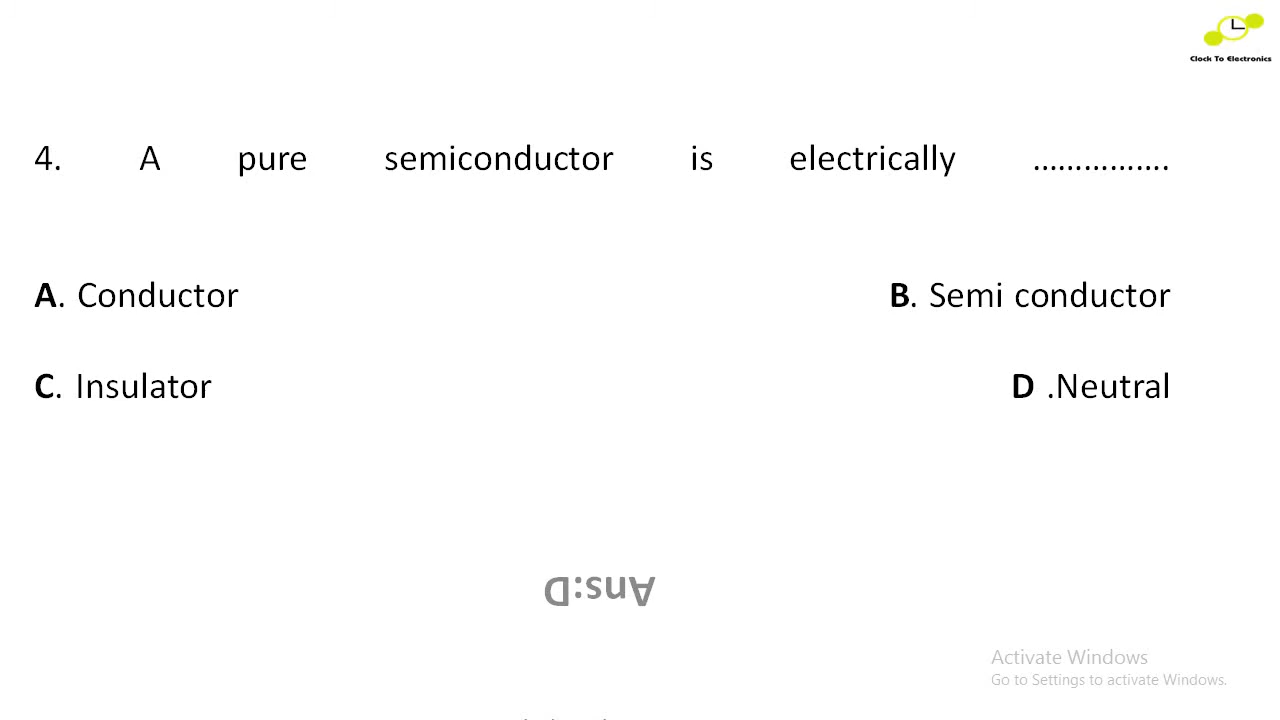 Clock To Electronics
4. A pure semiconductor is electrically …………….
A. Conductor B. Semi conductor
C. Insulator D .Neutral
Ans:D
Activate Windows
Go to Settings to activate Windows.